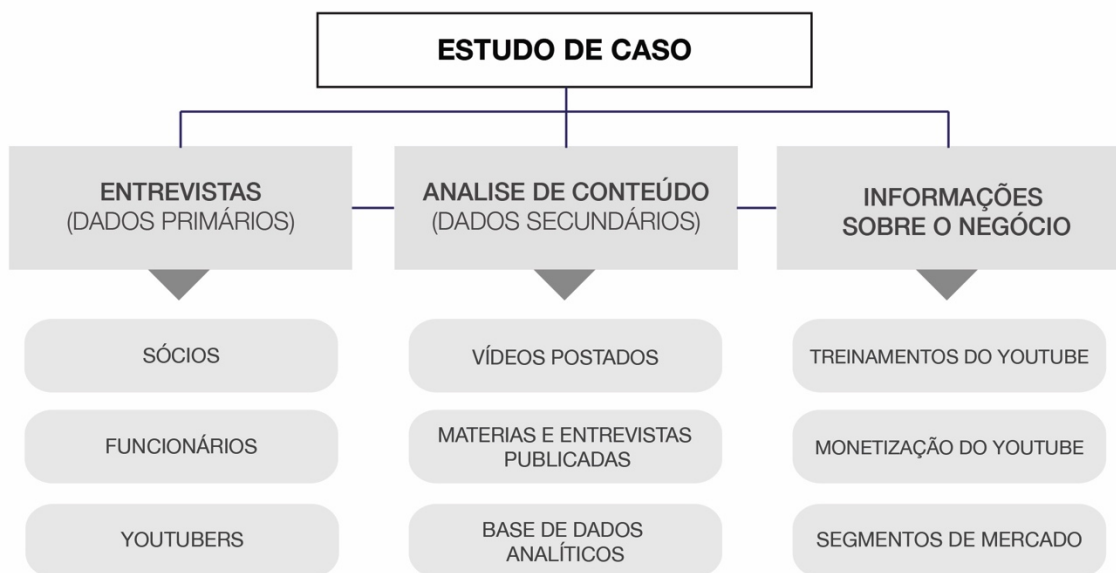 ESTUDO DE CASO
ENTREVISTAS
(DADOS PRIMÁRIOS)
SÓCIOS
FUNCIONÁRIOS
YOUTUBERS
ANALISE DE CONTEÚDO
(DADOS SECUNDÁRIOS)
VÍDEOS POSTADOS
MATERIAS E ENTREVISTAS
PUBLICADAS
BASE DE DADOS
ANALÍTICOS
INFORMAÇÕES
SOBRE O NEGÓCIO
TREINAMENTOS DO YOUTUBE
MONETIZAÇÃO DO YOUTUBE
SEGMENTOS DE MERCADO